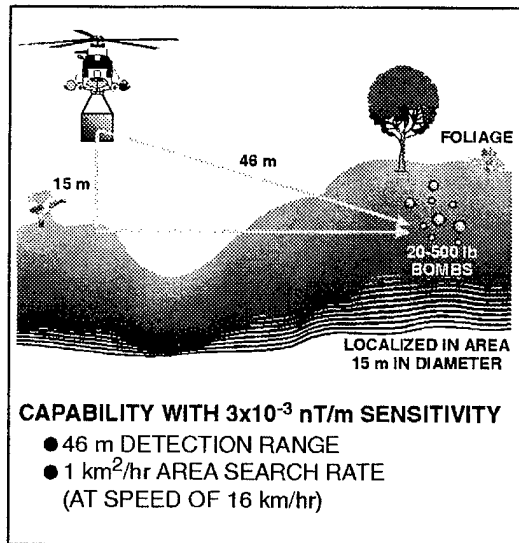 FOLIAGE
46 m
15 m
20-500 lb
BOMBS
LOCALIZED IN AREA
15 m IN DIAMETER
CAPABILITY WITH 3x10⁻³ nT/m SENSITIVITY
● 46 m DETECTION RANGE
● 1 km²/hr AREA SEARCH RATE
(AT SPEED OF 16 km/hr)